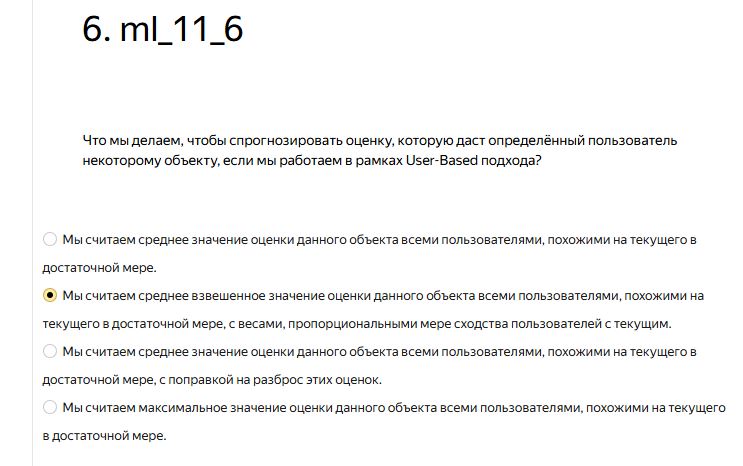 6. ml_11_6
Что мы делаем, чтобы спрогнозировать оценку, которую даст определённый пользователь
некоторому объекту, если мы работаем в рамках User-Based подхода?
Мы считаем среднее значение оценки данного объекта всеми пользователями, похожими на текущего в
достаточной мере.
Мы считаем среднее взвешенное значение оценки данного объекта всеми пользователями, похожими на
текущего в достаточной мере, с весами, пропорциональными мере сходства пользователей с текущим.
Мы считаем среднее значение оценки данного объекта всеми пользователями, похожими на текущего в
достаточной мере, с поправкой на разброс этих оценок.
Мы считаем максимальное значение оценки данного объекта всеми пользователями, похожими на текущего
в достаточной мере.